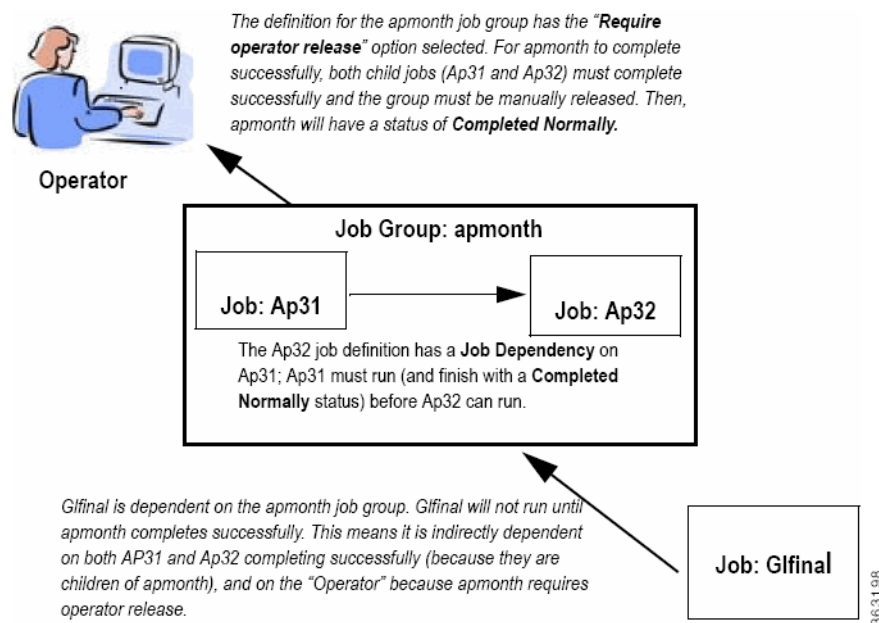 The definition for the apmonth job group has the “Require
operator release” option selected. For apmonth to complete
successfully, both child jobs (Ap31 and Ap32) must complete
successfully and the group must be manually released. Then,
apmonth will have a status of Completed Normally.
Operator
Job Group: apmonth
Job: Ap31
Job: Ap32
The Ap32 job definition has a Job Dependency on
Ap31; Ap31 must run (and finish with a Completed
Normally status) before Ap32 can run.
Glfinal is dependent on the apmonth job group. Glfinal will not run until
apmonth completes successfully. This means it is indirectly dependent
on both AP31 and Ap32 completing successfully (because they are
children of apmonth), and on the “Operator” because apmonth requires
operator release.
Job: Glfinal
363198